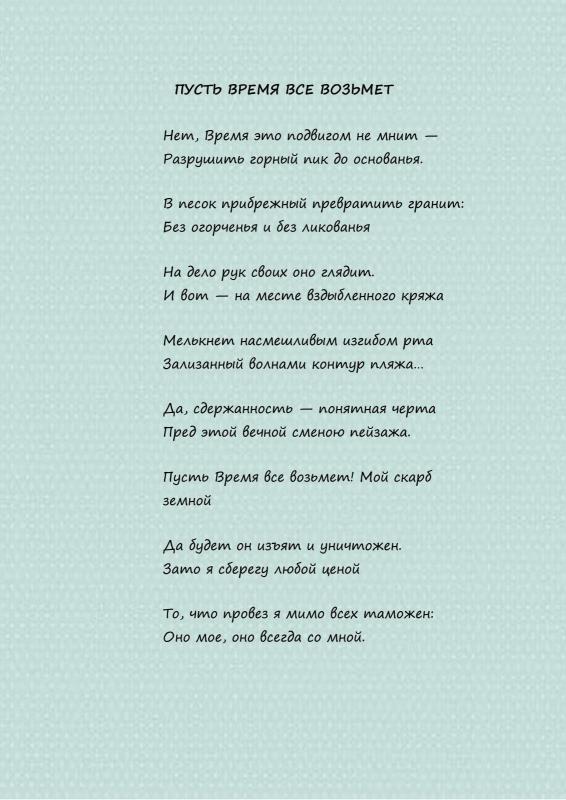 ПУСТЬ ВРЕМЯ ВСЕ ВОЗЬМЕТ
Нет, Время это подвигом не мнит —
Разрушить горный пик до основанья.
В песок прибрежный превратить гранит:
Без огорченья и без ликованья
На дело рук своих оно глядит.
И вот — на месте вздыбленного кряжа
Мелькнет насмешливым изгибом рта
Зализанный волнами контур пляжа...
Да, сдержанность — понятная черта
Пред этой вечной сменою пейзажа.
Пусть Время все возьмет! Мой скарб
земной
Да будет он изъят и уничтожен.
Зато я сберегу любой ценой
То, что провез я мимо всех таможен:
Оно мое, оно всегда со мной.